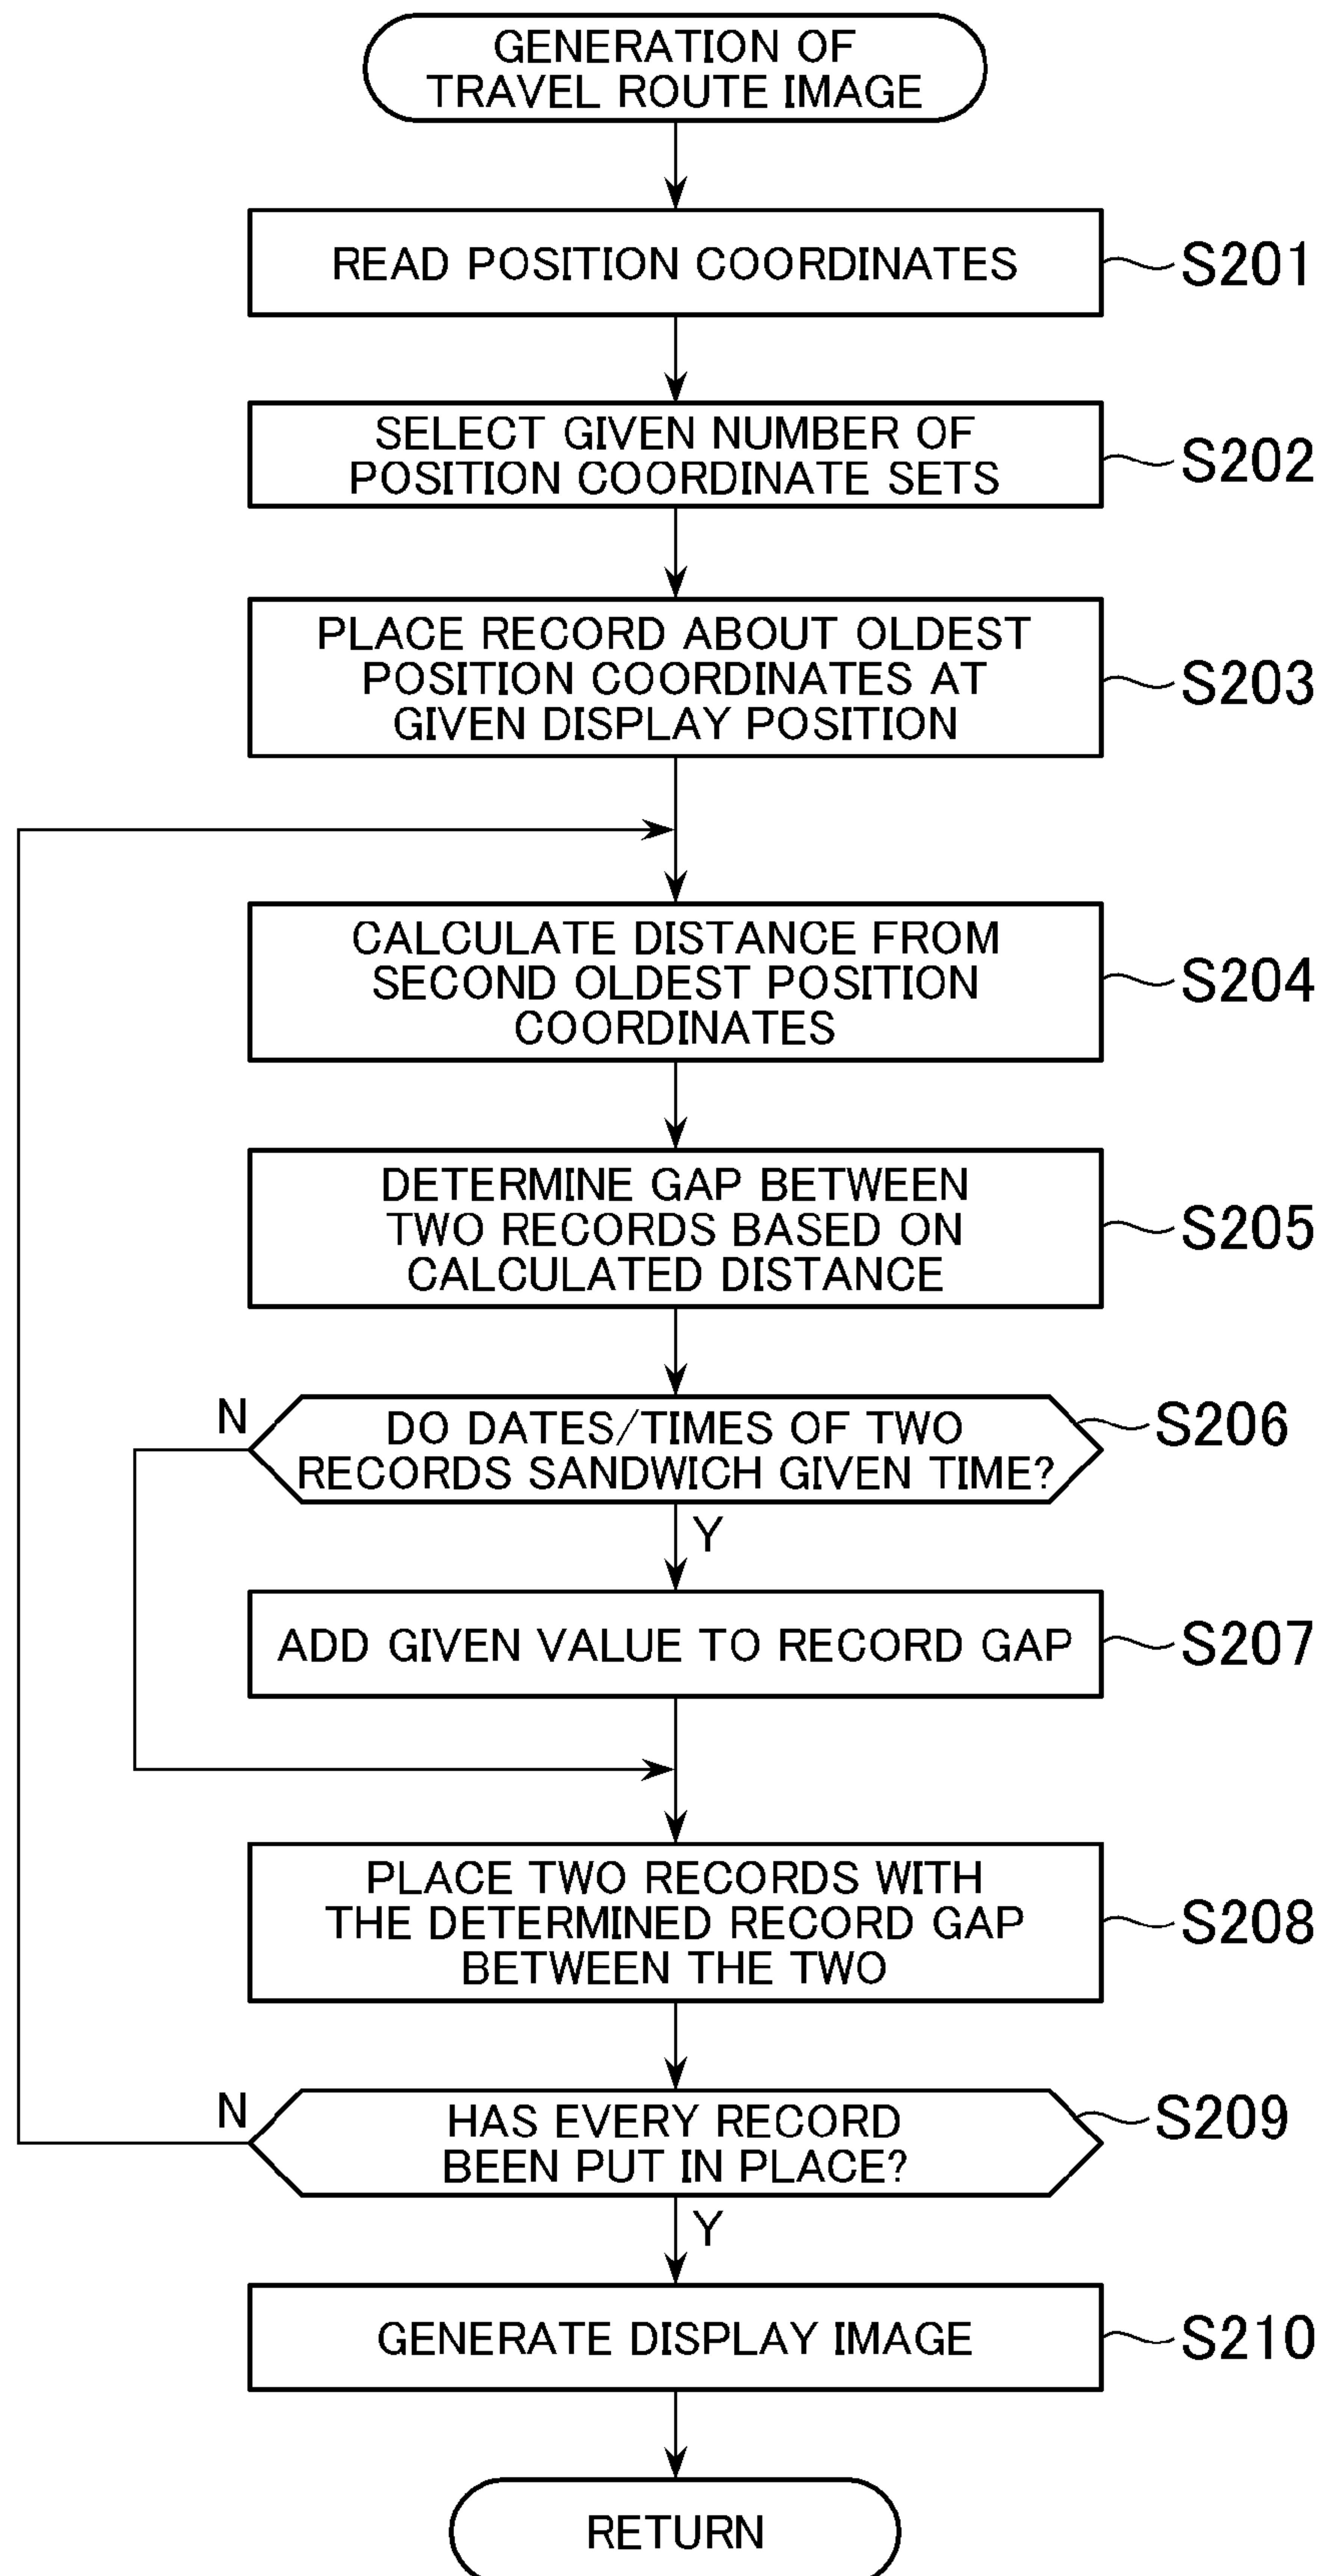 GENERATION OF
TRAVEL ROUTE IMAGE
READ POSITION COORDINATES
S201
SELECT GIVEN NUMBER OF
POSITION COORDINATE SETS
S202
PLACE RECORD ABOUT OLDEST
POSITION COORDINATES AT
GIVEN DISPLAY POSITION
S203
CALCULATE DISTANCE FROM
SECOND OLDEST POSITION
COORDINATES
S204
DETERMINE GAP BETWEEN
TWO RECORDS BASED ON
CALCULATED DISTANCE
S205
N
DO DATES/TIMES OF TWO
RECORDS SANDWICH GIVEN TIME?
S206
Y
ADD GIVEN VALUE TO RECORD GAP
S207
PLACE TWO RECORDS WITH
THE DETERMINED RECORD GAP
BETWEEN THE TWO
S208
N
HAS EVERY RECORD
BEEN PUT IN PLACE?
S209
Y
GENERATE DISPLAY IMAGE
S210
RETURN